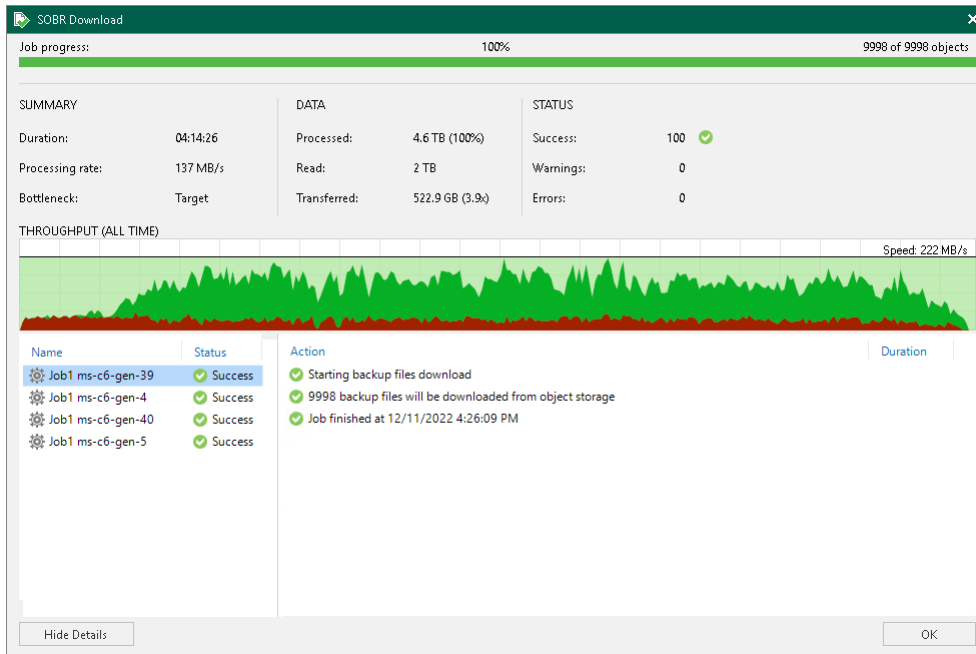 SOBR Download
Job progress: 100% 9998 of 9998 objects
SUMMARY DATA STATUS
Duration: 04:14:26 Processed: 4.6 TB (100%) Success: 100
Processing rate: 137 MB/s Read: 2 TB Warnings: 0
Bottleneck: Target Transferred: 522.9 GB (3.9x) Errors: 0
THROUGHPUT (ALL TIME)
Speed: 222 MB/s
Name Status Action Duration
Job1 ms-c6-gen-39 Success Starting backup files download
Job1 ms-c6-gen-4 Success 9998 backup files will be downloaded from object storage
Job1 ms-c6-gen-40 Success Job finished at 12/11/2022 4:26:09 PM
Job1 ms-c6-gen-5 Success
Hide Details OK